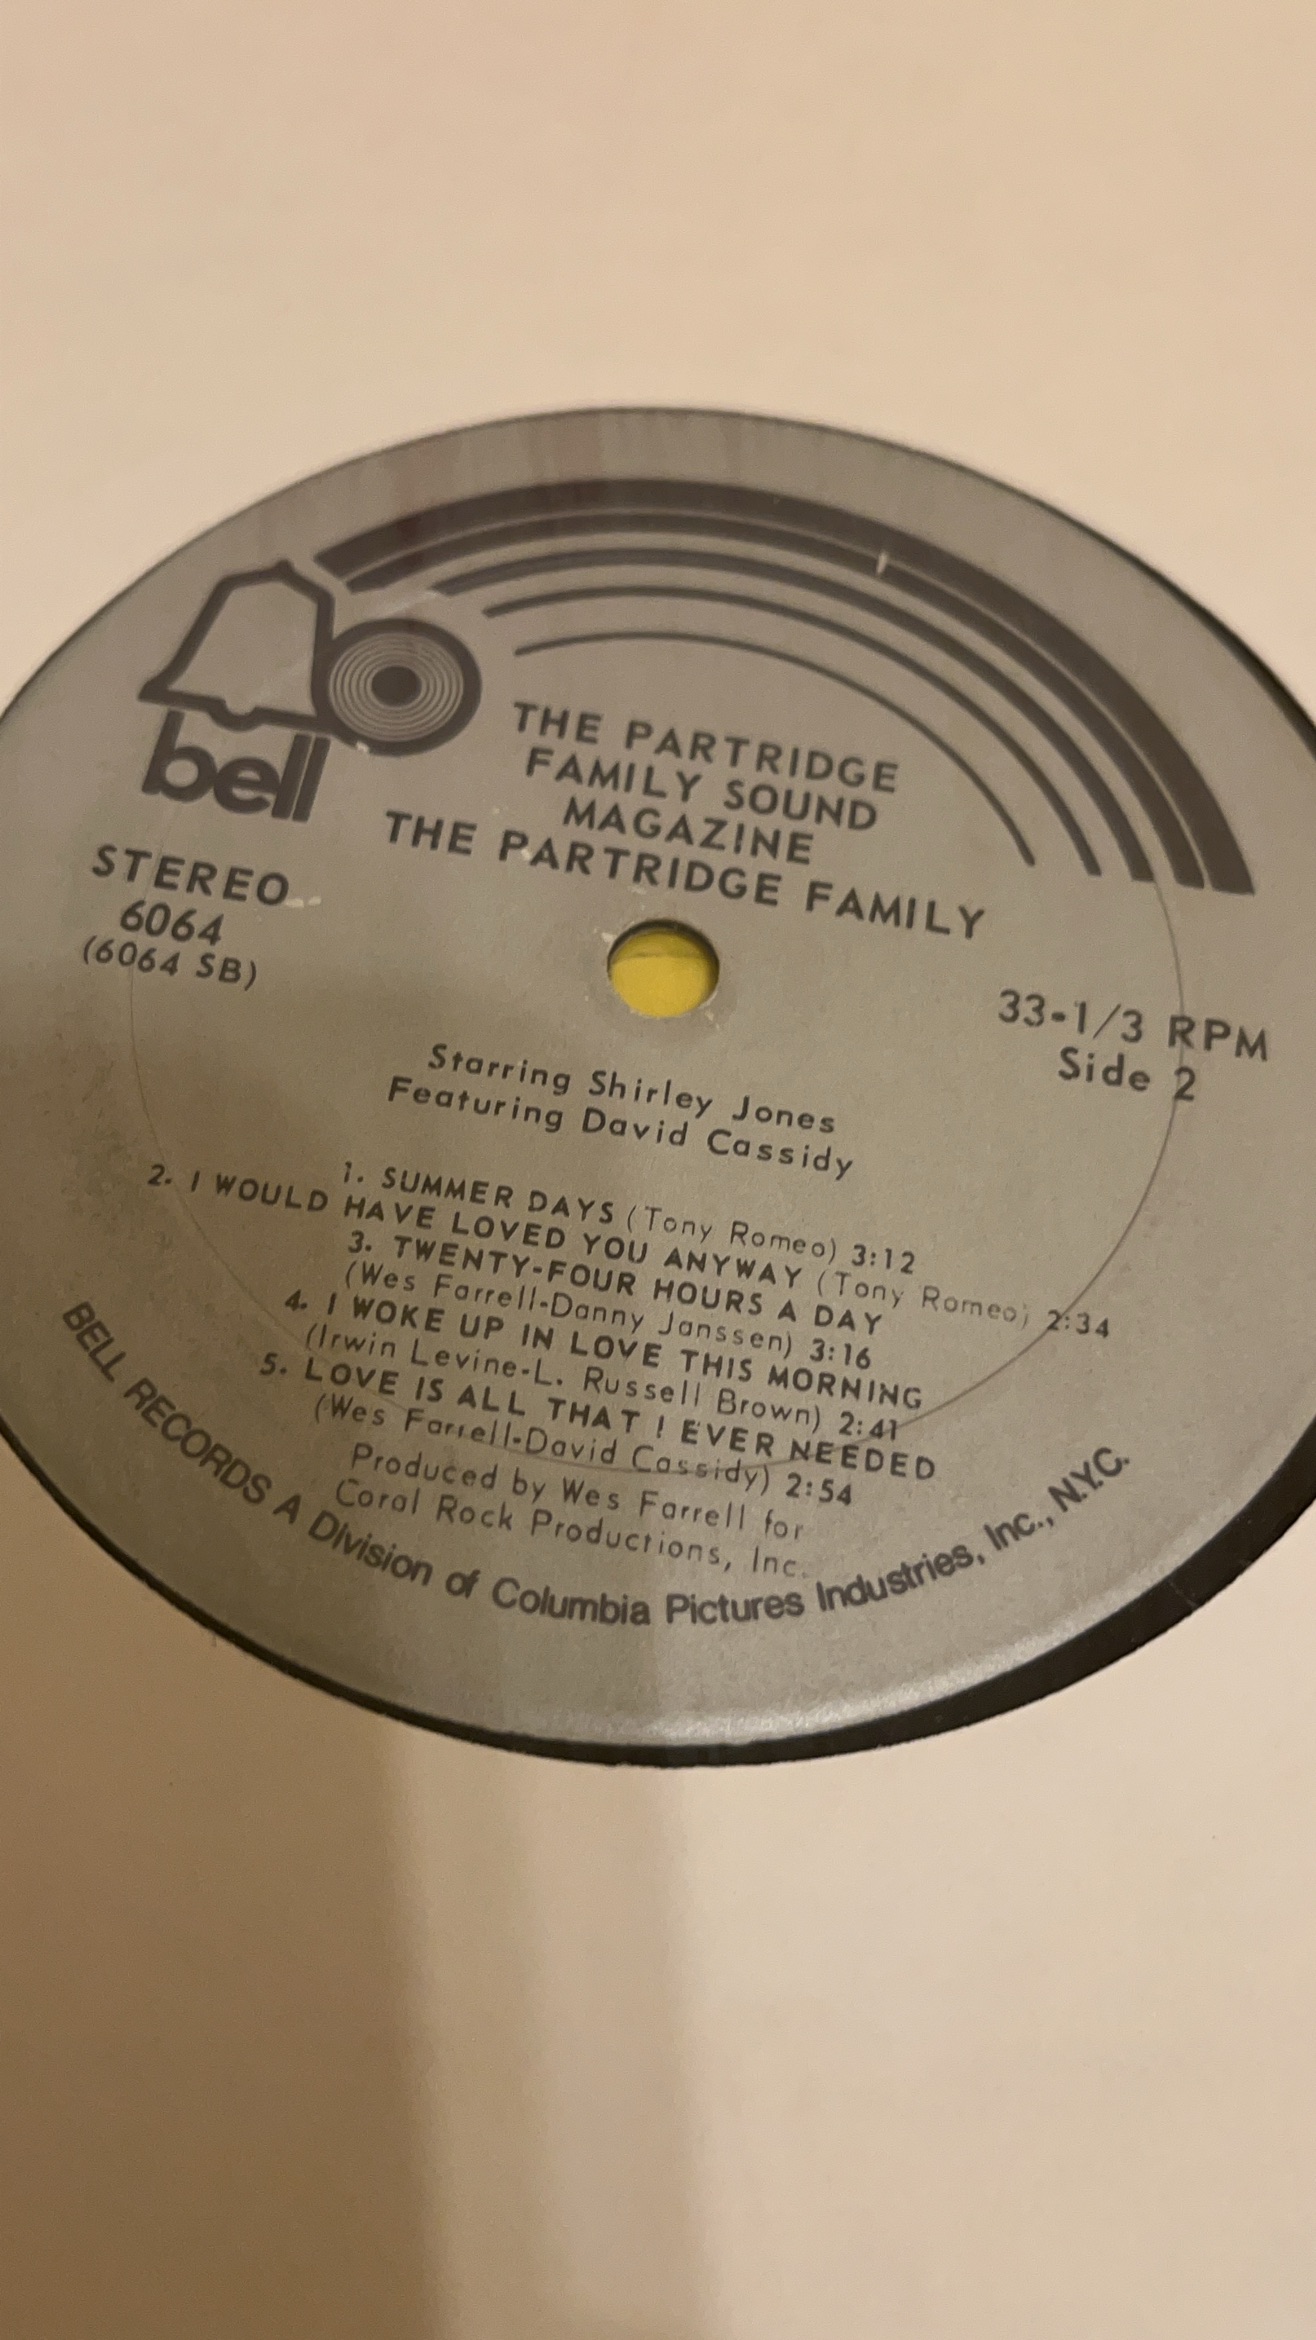 bell
THE PARTRIDGE
FAMILY SOUND
MAGAZINE
THE PARTRIDGE FAMILY
STEREO
6064
(6064 SB)
33-1/3 RPM
Side 2
Starring Shirley Jones
Featuring David Cassidy
1. SUMMER DAYS (Tony Romeo) 3:12
2. I WOULD HAVE LOVED YOU ANYWAY (Tony Romeo) 2:34
3. TWENTY-FOUR HOURS A DAY
(Wes Farrell-Danny Janssen) 3:16
4. I WOKE UP IN LOVE THIS MORNING
(Irwin Levine-L. Russell Brown) 2:41
5. LOVE IS ALL THAT I EVER NEEDED
(Wes Farrell-David Cassidy) 2:54
Produced by Wes Farrell for
Coral Rock Productions, Inc.
BELL RECORDS A Division of Columbia Pictures Industries, Inc., N.Y.C.